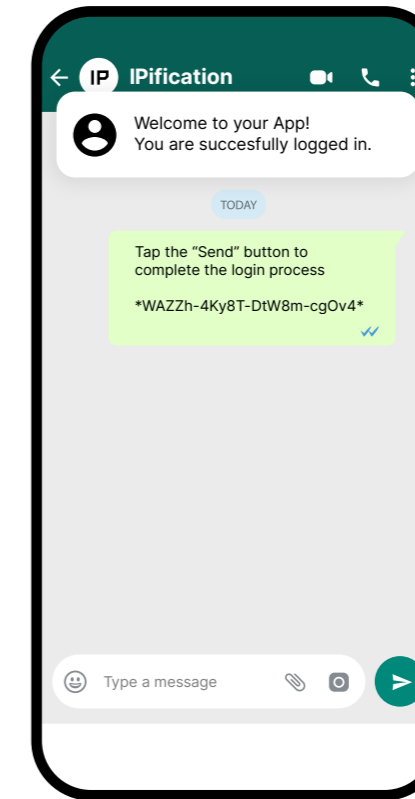 IP IPification
Welcome to your App!
You are succesfully logged in.
TODAY
Tap the “Send” button to
complete the login process
*WAZZh-4Ky8T-DtW8m-cgOv4*
Type a message